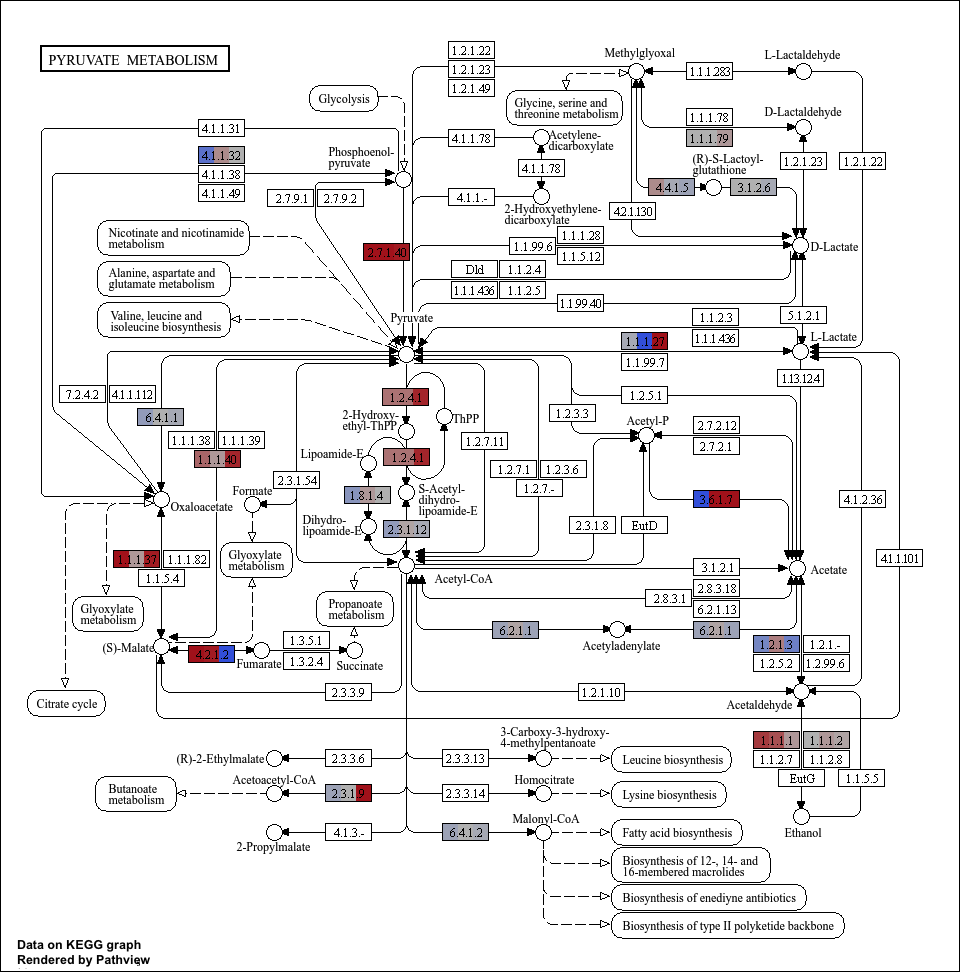 PYRUVATE METABOLISM
1.2.1.22
1.2.1.23
1.2.1.49
Methylglyoxal
1.1.1.283
L-Lactaldehyde
Glycolysis
Glycine, serine and
threonine metabolism
1.1.1.78
1.1.1.79
D-Lactaldehyde
4.1.1.31
4.1.1.32
4.1.1.38
4.1.1.49
Phosphoenol-
pyruvate
4.1.1.78
Acetylene-
dicarboxylate
4.1.1.78
(R)-S-Lactoyl-
glutathione
1.2.1.23
1.2.1.22
2.7.9.1
2.7.9.2
4.1.1.-
2-Hydroxyethylene-
dicarboxylate
4.4.1.5
3.1.2.6
4.2.1.130
Nicotinate and nicotinamide
metabolism
2.7.1.40
1.1.99.6
1.1.1.28
1.1.5.12
D-Lactate
Alanine, aspartate and
glutamate metabolism
Dld
1.1.2.4
1.1.1.436
1.1.2.5
1.1.99.40
Valine, leucine and
isoleucine biosynthesis
Pyruvate
1.1.2.3
1.1.1.436
5.1.2.1
L-Lactate
1.1.1.27
1.1.99.7
1.13.12.4
7.2.4.2
4.1.1.112
6.4.1.1
1.2.4.1
1.2.5.1
2-Hydroxy-
ethyl-ThPP
ThPP
1.2.3.3
Acetyl-P
2.7.2.12
2.7.2.1
1.1.1.38
1.1.1.39
1.1.1.40
Lipoamide-E
1.2.4.1
1.2.7.11
1.2.7.1
1.2.3.6
1.2.7.-
2.3.1.54
Formate
1.8.1.4
S-Acetyl-
dihydro-
lipoamide-E
3.6.1.7
4.1.2.36
Oxaloacetate
Dihydro-
lipoamide-E
2.3.1.12
2.3.1.8
EutD
1.1.1.37
1.1.1.82
1.1.5.4
Glyoxylate
metabolism
Acetyl-CoA
3.1.2.1
Acetate
4.1.1.101
Glyoxylate
metabolism
Propanoate
metabolism
2.8.3.1
2.8.3.18
6.2.1.13
6.2.1.1
Acetyladenylate
6.2.1.1
(S)-Malate
4.2.1.2
Fumarate
1.3.5.1
1.3.2.4
Succinate
1.2.1.3
1.2.1.-
1.2.5.2
1.2.99.6
Citrate cycle
2.3.3.9
1.2.1.10
Acetaldehyde
3-Carboxy-3-hydroxy-
4-methylpentanoate
1.1.1.1
1.1.1.2
1.1.2.7
1.1.2.8
(R)-2-Ethylmalate
2.3.3.6
2.3.3.13
Leucine biosynthesis
EutG
1.1.5.5
Butanoate
metabolism
Acetoacetyl-CoA
2.3.1.9
2.3.3.14
Homocitrate
Lysine biosynthesis
Ethanol
2-Propylmalate
4.1.3.-
6.4.1.2
Malonyl-CoA
Fatty acid biosynthesis
Biosynthesis of 12-, 14- and
16-membered macrolides
Biosynthesis of enediyne antibiotics
Biosynthesis of type II polyketide backbone
Data on KEGG graph
Rendered by Pathview